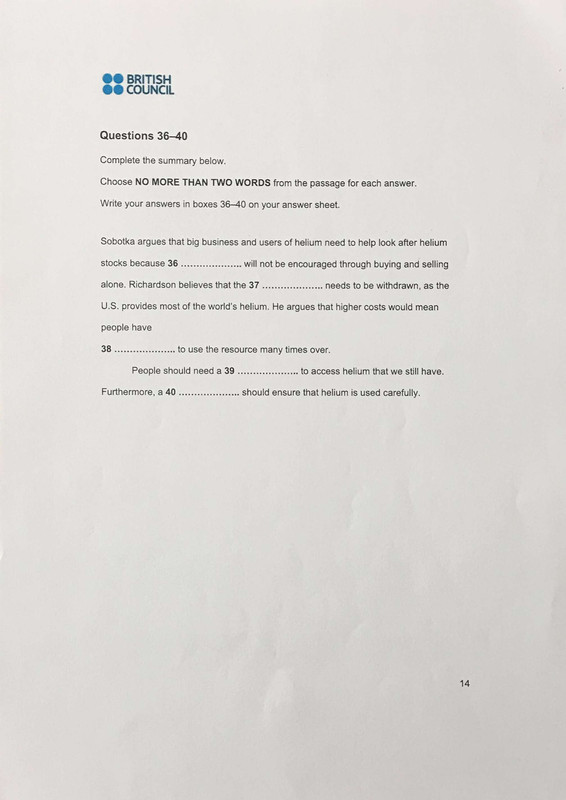 BRITISH
COUNCIL
Questions 36–40
Complete the summary below.
Choose NO MORE THAN TWO WORDS from the passage for each answer.
Write your answers in boxes 36–40 on your answer sheet.
Sobotka argues that big business and users of helium need to help look after helium
stocks because 36 .................... will not be encouraged through buying and selling
alone. Richardson believes that the 37 .................... needs to be withdrawn, as the
U.S. provides most of the world's helium. He argues that higher costs would mean
people have
38 .................... to use the resource many times over.
People should need a 39 .................... to access helium that we still have.
Furthermore, a 40 .................... should ensure that helium is used carefully.
14